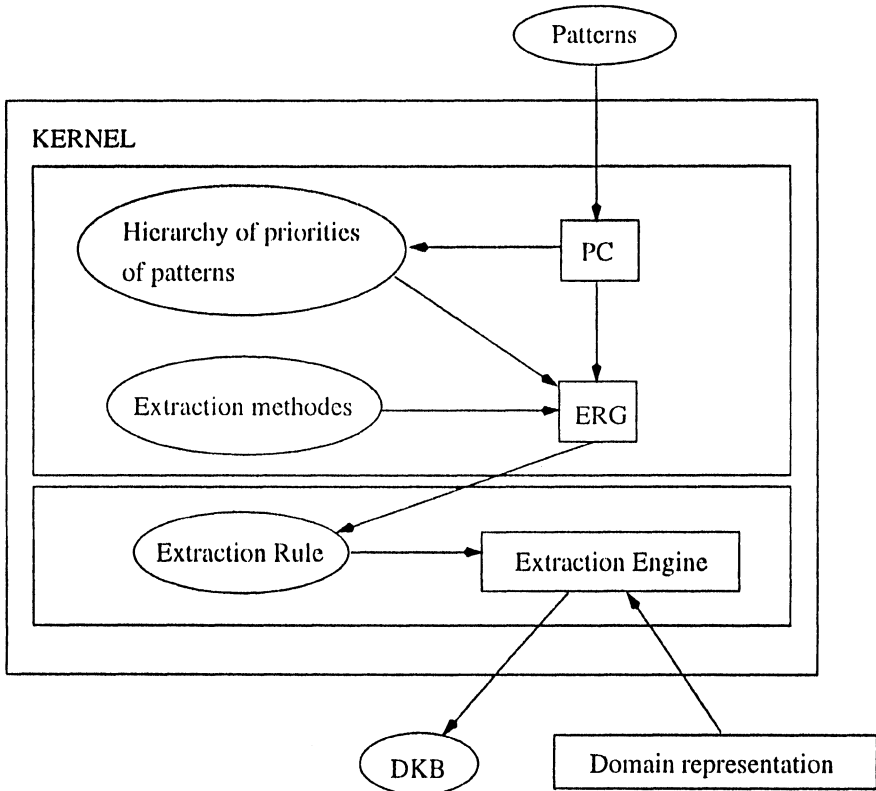 Patterns
KERNEL
Hierarchy of priorities
of patterns
PC
Extraction methodes
ERG
Extraction Rule
Extraction Engine
DKB
Domain representation